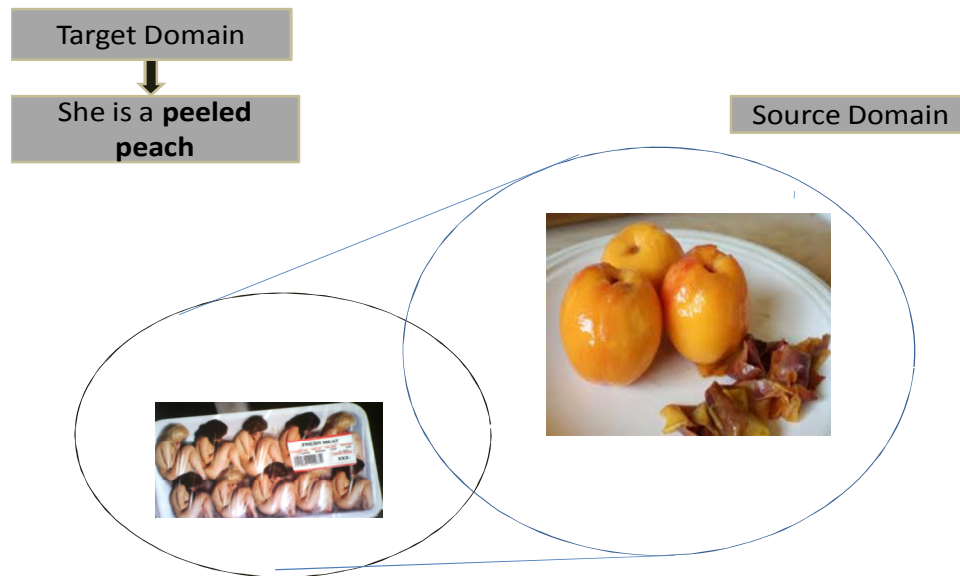 Target Domain
She is a peeled
peach
Source Domain
FRESH MEAT